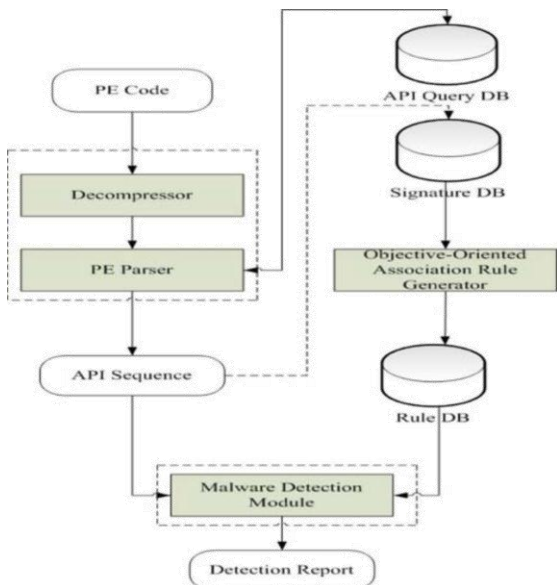 API Query DB
PE Code
Signature DB
Decompressor
PE Parser
Objective-Oriented
Association Rule
Generator
API Sequence
Rule DB
Malware Detection
Module
Detection Report